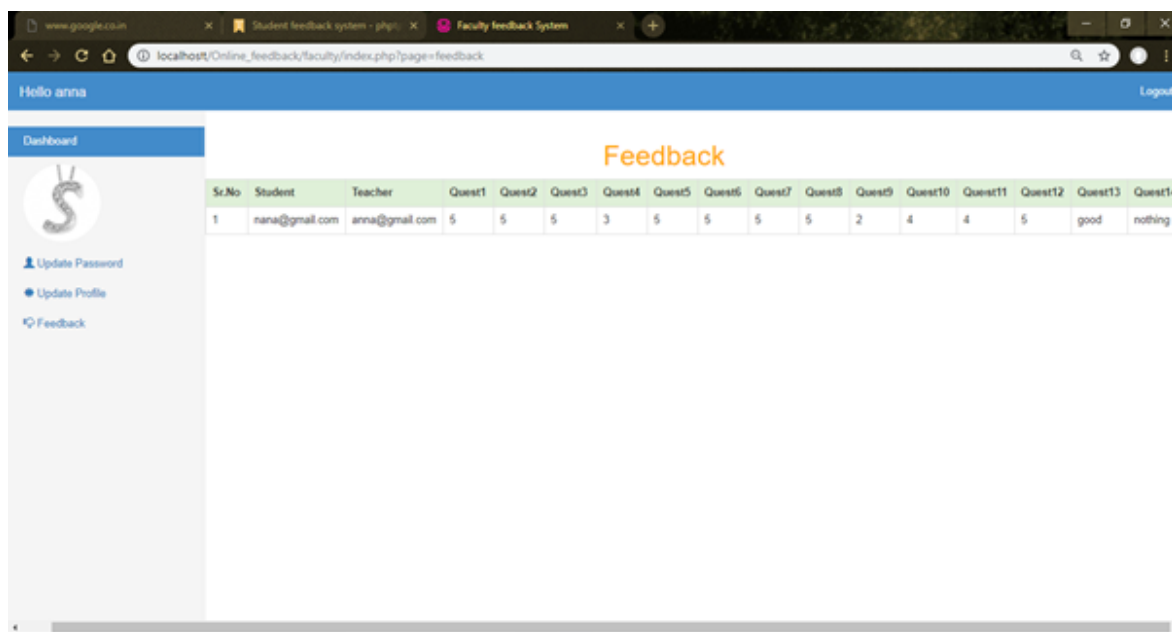 www.google.co.in
Student feedback system - php
Faculty feedback System
localhost/Online_feedback/faculty/index.php?page=feedback
Hello anna
Logout
Dashboard
Feedback
Sr.No Student Teacher Quest1 Quest2 Quest3 Quest4 Quest5 Quest6 Quest7 Quest8 Quest9 Quest10 Quest11 Quest12 Quest13 Quest1
1 nana@gmail.com anna@gmail.com 5 5 5 3 5 5 5 5 2 4 4 5 good nothing
S
Update Password
Update Profile
Feedback